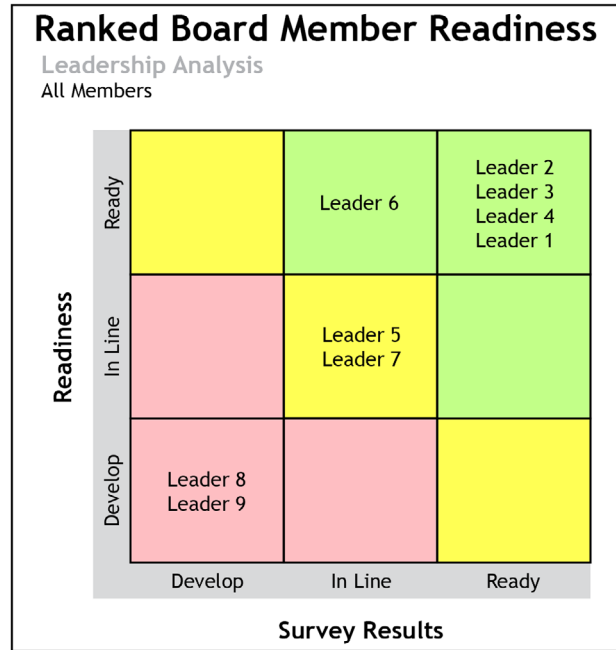 Ranked Board Member Readiness
Leadership Analysis
All Members
Readiness
Ready
Leader 6
Leader 2
Leader 3
Leader 4
Leader 1
In Line
Leader 5
Leader 7
Develop
Leader 8
Leader 9
Develop
In Line
Ready
Survey Results